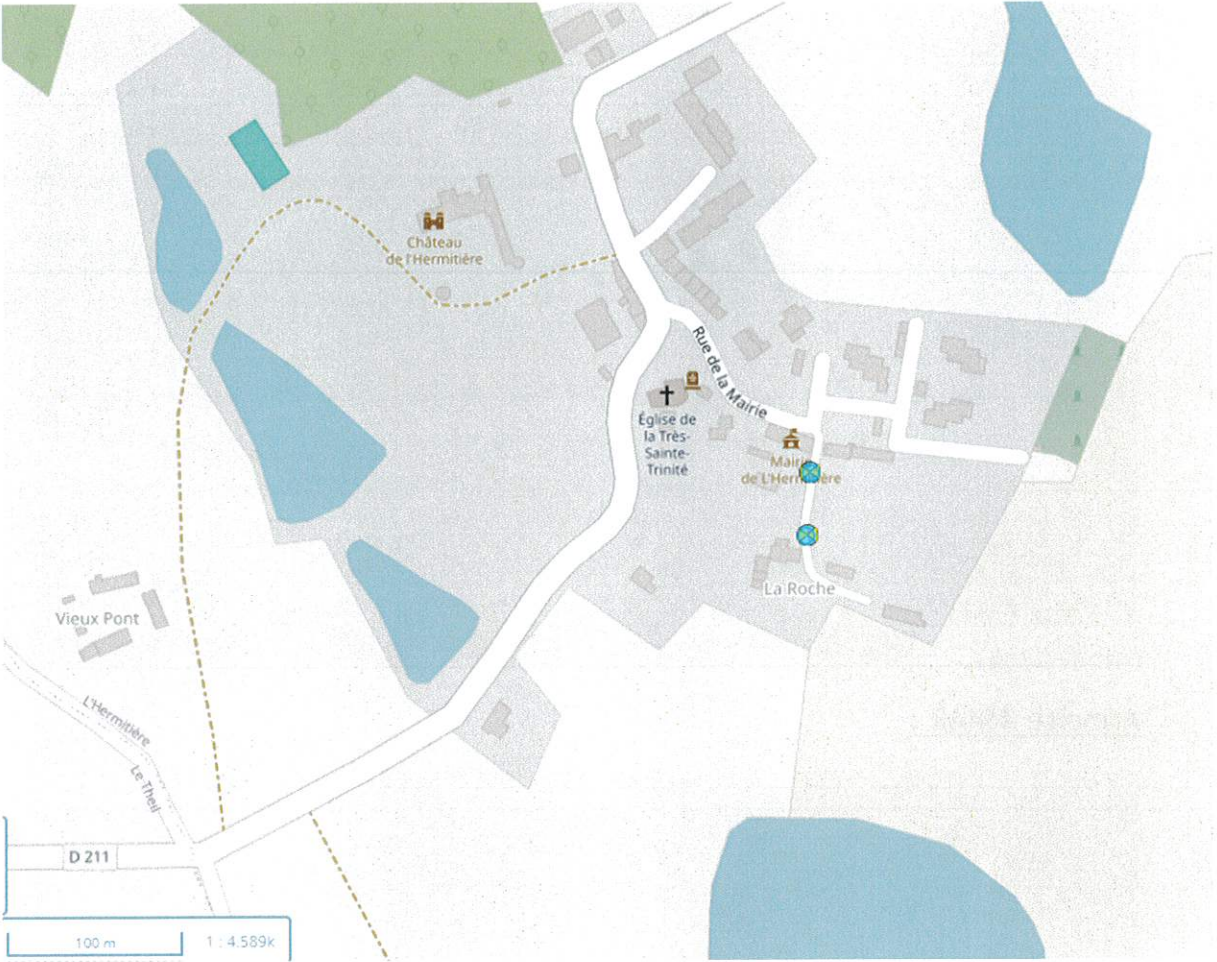 Château
de l'Hermitière
Rue de la Mairie
Église de
la Très-
Sainte-
Trinité
Mairie
de L'Hermitière
La Roche
Vieux Pont
L'Hermitière
Le Theil
D 211
100 m
1 : 4.589k